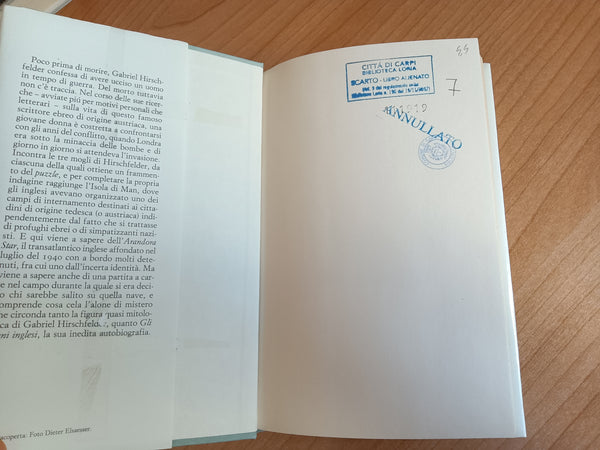 Poco prima di morire, Gabriel Hirsch-
felder confessa di avere ucciso un uomo
in tempo di guerra. Del morto tuttavia
non c'è traccia. Nel corso delle sue ricer-
che – avviate più per motivi personali che
letterari – sulla vita di questo famoso
scrittore ebreo di origine austriaca, una
giovane donna è costretta a confrontarsi
con gli anni del conflitto, quando Londra
era sotto la minaccia delle bombe e di
giorno in giorno si attendeva l'invasione.
Incontra le tre mogli di Hirschfelder, da
ciascuna delle quali ottiene un frammen-
to del puzzle, e per completare la propria
indagine raggiunge l'Isola di Man, dove
gli inglesi avevano organizzato uno dei
campi di internamento destinati ai citta-
dini di origine tedesca (o austriaca) indi-
pendentemente dal fatto che si trattasse
di profughi ebrei o di simpatizzanti nazi-
sti. E qui viene a sapere dell'Arandora
Star, il transatlantico inglese affondato nel
luglio del 1940 con a bordo molti dete-
nuti, fra cui uno dall'incerta identità. Ma
viene a sapere anche di una partita a car-
te nel campo durante la quale si era deci-
o chi sarebbe salito su quella nave, e
omprende cosa cela l'alone di mistero
he circonda tanto la figura quasi mitolo-
ca di Gabriel Hirschfelder, quanto Gli
ni inglesi, la sua inedita autobiografia.
acoperta: Foto Dieter Elsaesser.
CITTÀ DI CARPI
BIBLIOTECA LORIA
SCARTO - LIBRO ALIENATO
7
ANNULLATO